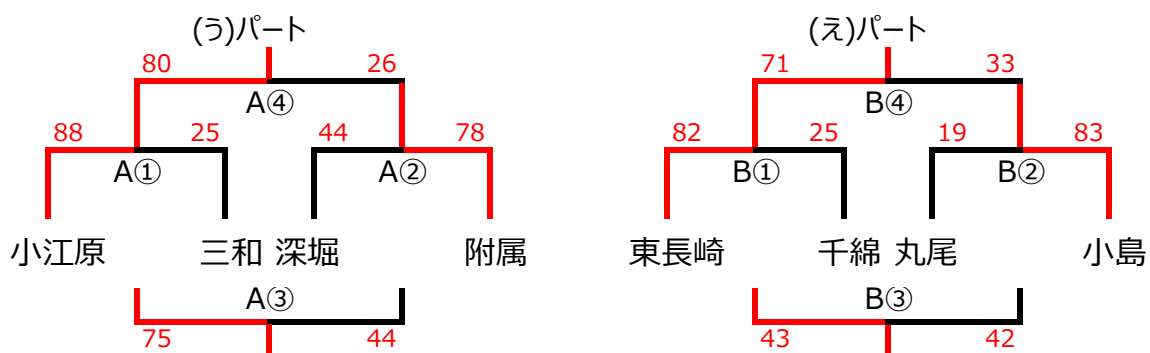 (う)パート (え)パート
80 26 71 33
A④ B④
88 25 44 78 82 25 19 83
A① A② B① B②
小江原 三和 深堀 附属 東長崎 千綿 丸尾 小島
A③ B③
75 44 43 42